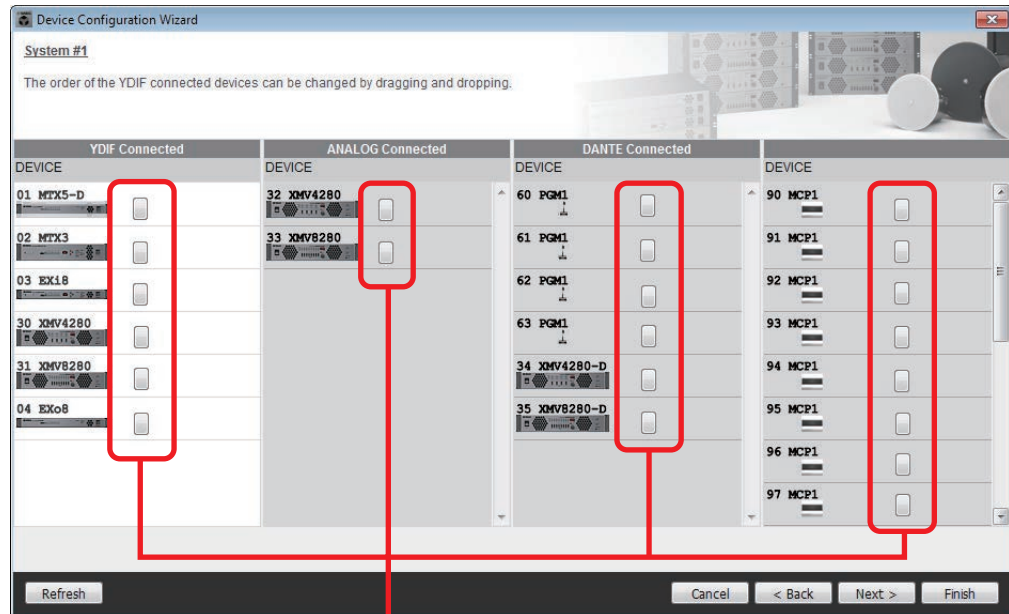 Device Configuration Wizard
System #1
The order of the YDIF connected devices can be changed by dragging and dropping.
YDIF Connected
ANALOG Connected
DANTE Connected
DEVICE
DEVICE
DEVICE
DEVICE
01 MTX5-D
02 MTX3
03 EXi8
30 XMV4280
31 XMV8280
04 EXo8
32 XMV4280
33 XMV8280
60 PGM1
61 PGM1
62 PGM1
63 PGM1
34 XMV4280-D
35 XMV8280-D
90 MCP1
91 MCP1
92 MCP1
93 MCP1
94 MCP1
95 MCP1
96 MCP1
97 MCP1
Refresh
Cancel
< Back
Next >
Finish